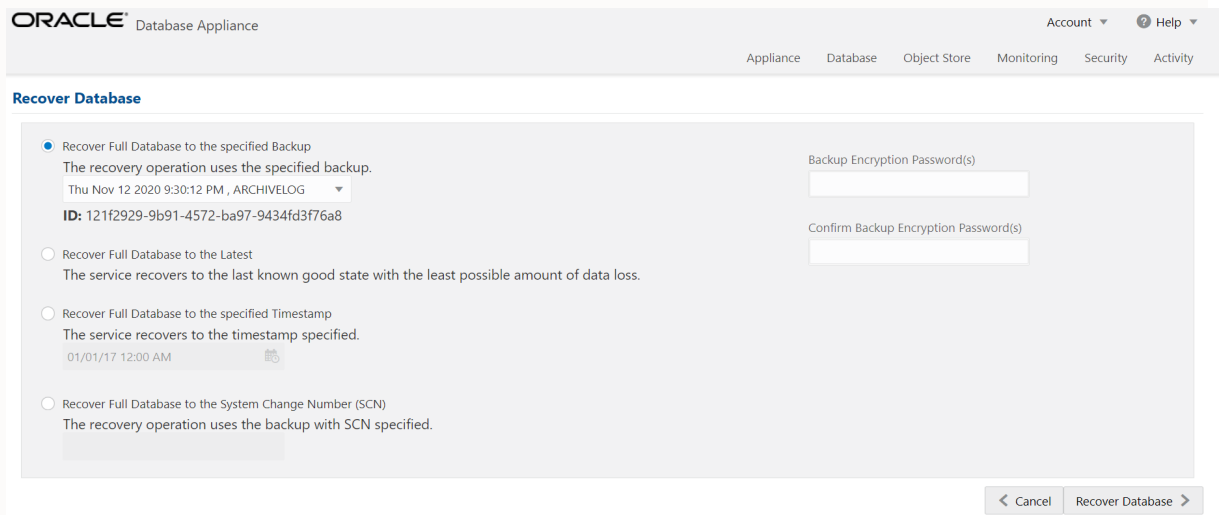 ORACLE® Database Appliance
Account
? Help
Appliance Database Object Store Monitoring Security Activity
Recover Database
Recover Full Database to the specified Backup
The recovery operation uses the specified backup.
Thu Nov 12 2020 9:30:12 PM , ARCHIVELOG
ID: 121f2929-9b91-4572-ba97-9434fd3f76a8
Recover Full Database to the Latest
The service recovers to the last known good state with the least possible amount of data loss.
Recover Full Database to the specified Timestamp
The service recovers to the timestamp specified.
01/01/17 12:00 AM
Recover Full Database to the System Change Number (SCN)
The recovery operation uses the backup with SCN specified.
Backup Encryption Password(s)
Confirm Backup Encryption Password(s)
Cancel
Recover Database